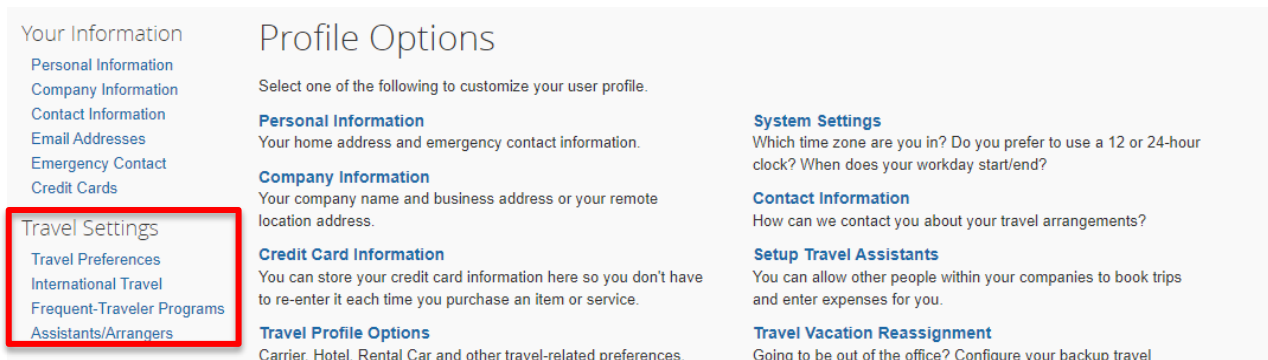 Your Information
Personal Information
Company Information
Contact Information
Email Addresses
Emergency Contact
Credit Cards
Travel Settings
Travel Preferences
International Travel
Frequent-Traveler Programs
Assistants/Arrangers
Profile Options
Select one of the following to customize your user profile.
Personal Information
Your home address and emergency contact information.
Company Information
Your company name and business address or your remote
location address.
Credit Card Information
You can store your credit card information here so you don't have
to re-enter it each time you purchase an item or service.
Travel Profile Options
Carrier, Hotel, Rental Car and other travel-related preferences.
System Settings
Which time zone are you in? Do you prefer to use a 12 or 24-hour
clock? When does your workday start/end?
Contact Information
How can we contact you about your travel arrangements?
Setup Travel Assistants
You can allow other people within your companies to book trips
and enter expenses for you.
Travel Vacation Reassignment
Going to be out of the office? Configure your backup travel